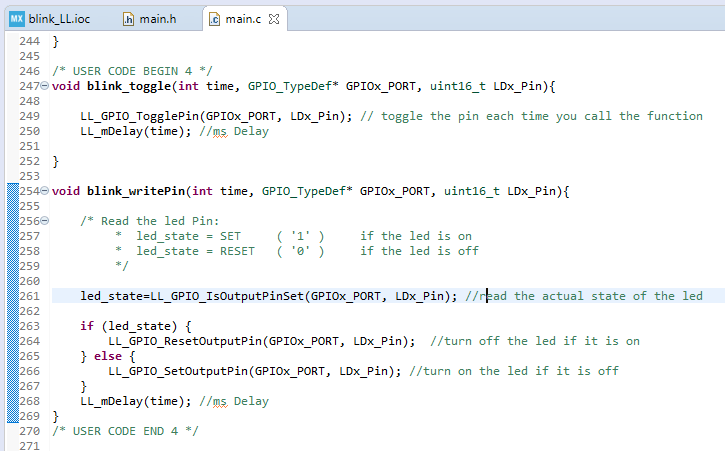 MX blink_LL.ioc .h main.h .c main.c
244 }
245
246 /* USER CODE BEGIN 4 */
247 void blink_toggle(int time, GPIO_TypeDef* GPIOx_PORT, uint16_t LDx_Pin){
248
249 LL_GPIO_TogglePin(GPIOx_PORT, LDx_Pin); // toggle the pin each time you call the function
250 LL_mDelay(time); //ms Delay
251
252 }
253
254 void blink_writePin(int time, GPIO_TypeDef* GPIOx_PORT, uint16_t LDx_Pin){
255
256 /* Read the led Pin:
257 * led_state = SET ( '1' ) if the led is on
258 * led_state = RESET ( '0' ) if the led is off
259 */
260
261 led_state=LL_GPIO_IsOutputPinSet(GPIOx_PORT, LDx_Pin); //read the actual state of the led
262
263 if (led_state) {
264 LL_GPIO_ResetOutputPin(GPIOx_PORT, LDx_Pin); //turn off the led if it is on
265 } else {
266 LL_GPIO_SetOutputPin(GPIOx_PORT, LDx_Pin); //turn on the led if it is off
267 }
268 LL_mDelay(time); //ms Delay
269 }
270 /* USER CODE END 4 */
271